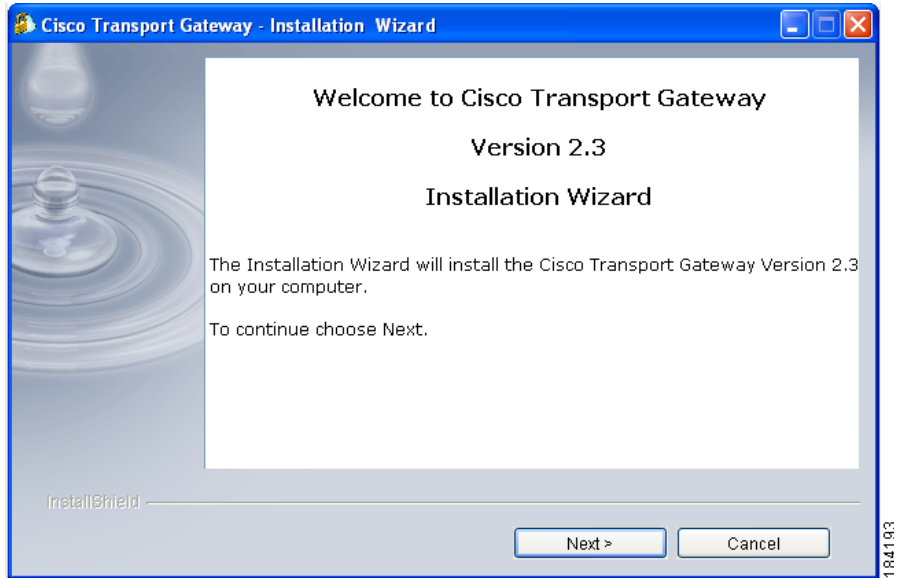 Cisco Transport Gateway - Installation Wizard
Welcome to Cisco Transport Gateway
Version 2.3
Installation Wizard
The Installation Wizard will install the Cisco Transport Gateway Version 2.3
on your computer.
To continue choose Next.
InstallShield
Next >
Cancel
184193